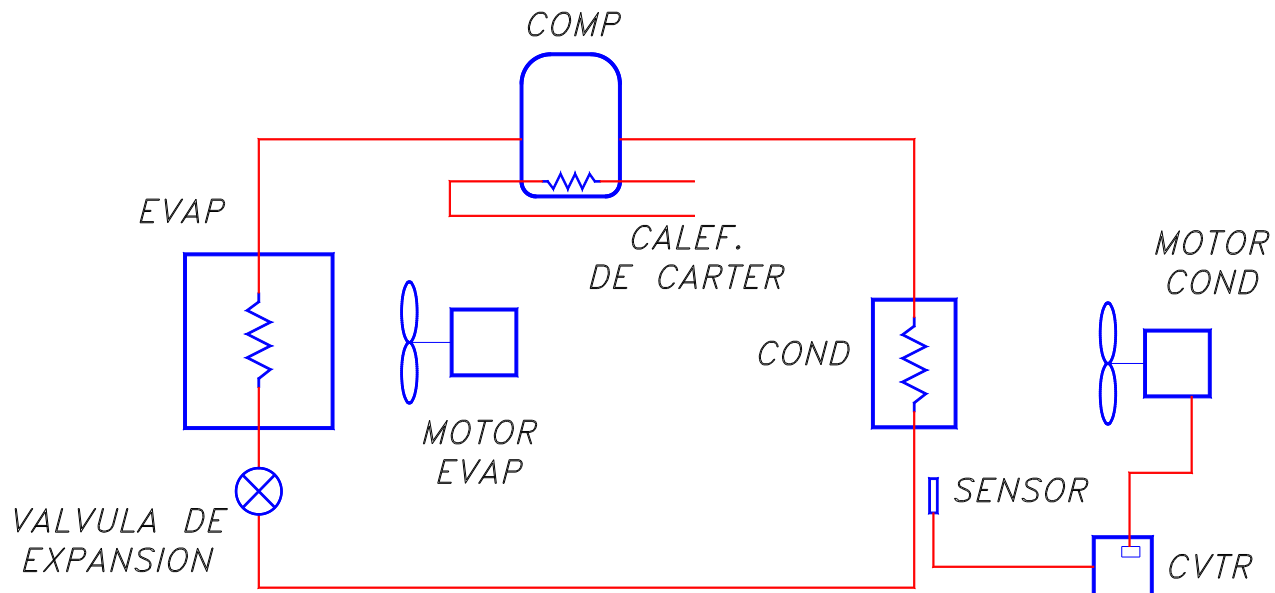 COMP
EVAP
CALEF.
DE CARTER
MOTOR
COND
COND
MOTOR
EVAP
SENSOR
VALVULA DE
EXPANSION
CVTR